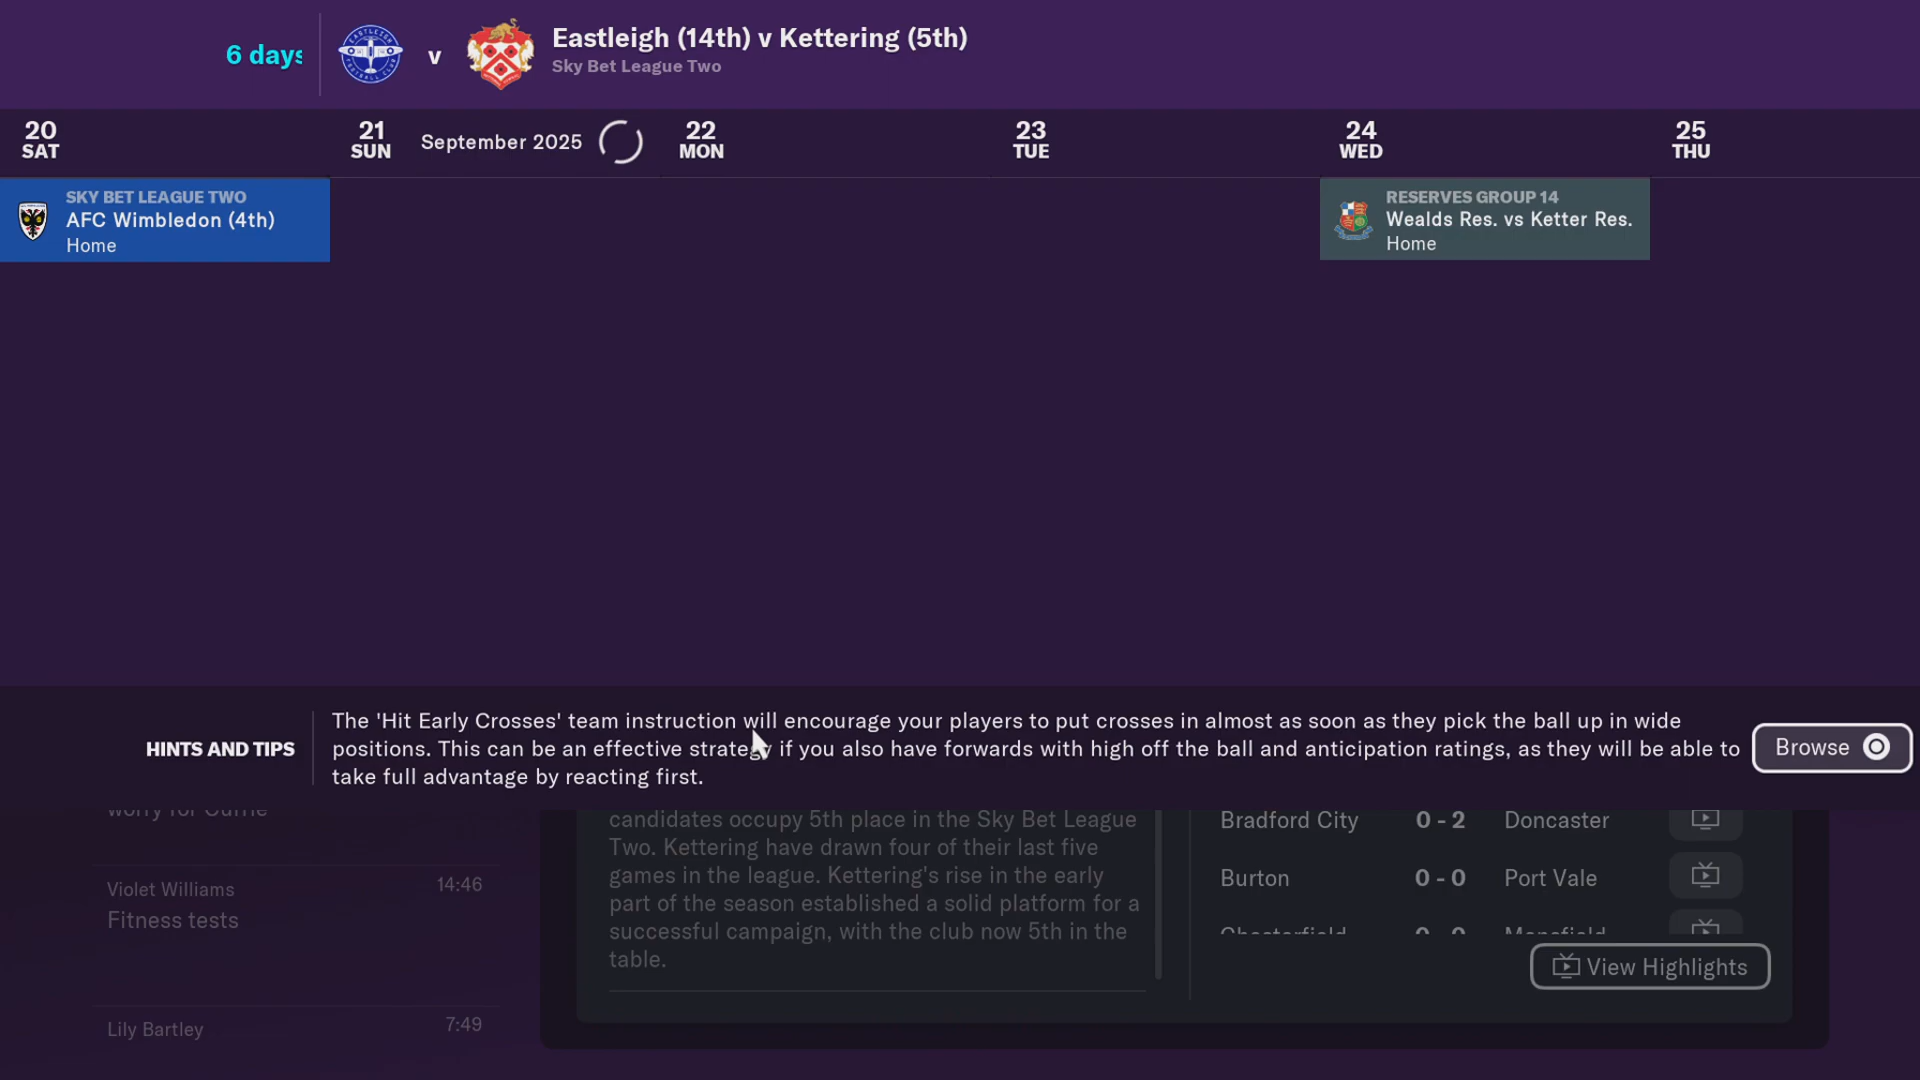 6 days
v
Eastleigh (14th) v Kettering (5th)
Sky Bet League Two
20
SAT
21
SUN
September 2025
22
MON
23
TUE
24
WED
25
THU
SKY BET LEAGUE TWO
AFC Wimbledon (4th)
Home
RESERVES GROUP 14
Wealds Res. vs Ketter Res.
Home
HINTS AND TIPS
The 'Hit Early Crosses' team instruction will encourage your players to put crosses in almost as soon as they pick the ball up in wide
positions. This can be an effective strategy if you also have forwards with high off the ball and anticipation ratings, as they will be able to
take full advantage by reacting first.
Browse
worry for Currie
Violet Williams
14:46
Fitness tests
Lily Bartley
7:49
candidates occupy 5th place in the Sky Bet League
Two. Kettering have drawn four of their last five
games in the league. Kettering's rise in the early
part of the season established a solid platform for a
successful campaign, with the club now 5th in the
table.
Bradford City 0 - 2 Doncaster
Burton 0 - 0 Port Vale
Chesterfield 0 - 0 Mansfield
View Highlights